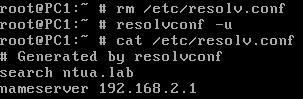 root@PC1:~ # rm /etc/resolv.conf
root@PC1:~ # resolvconf -u
root@PC1:~ # cat /etc/resolv.conf
# Generated by resolvconf
search ntua.lab
nameserver 192.168.2.1